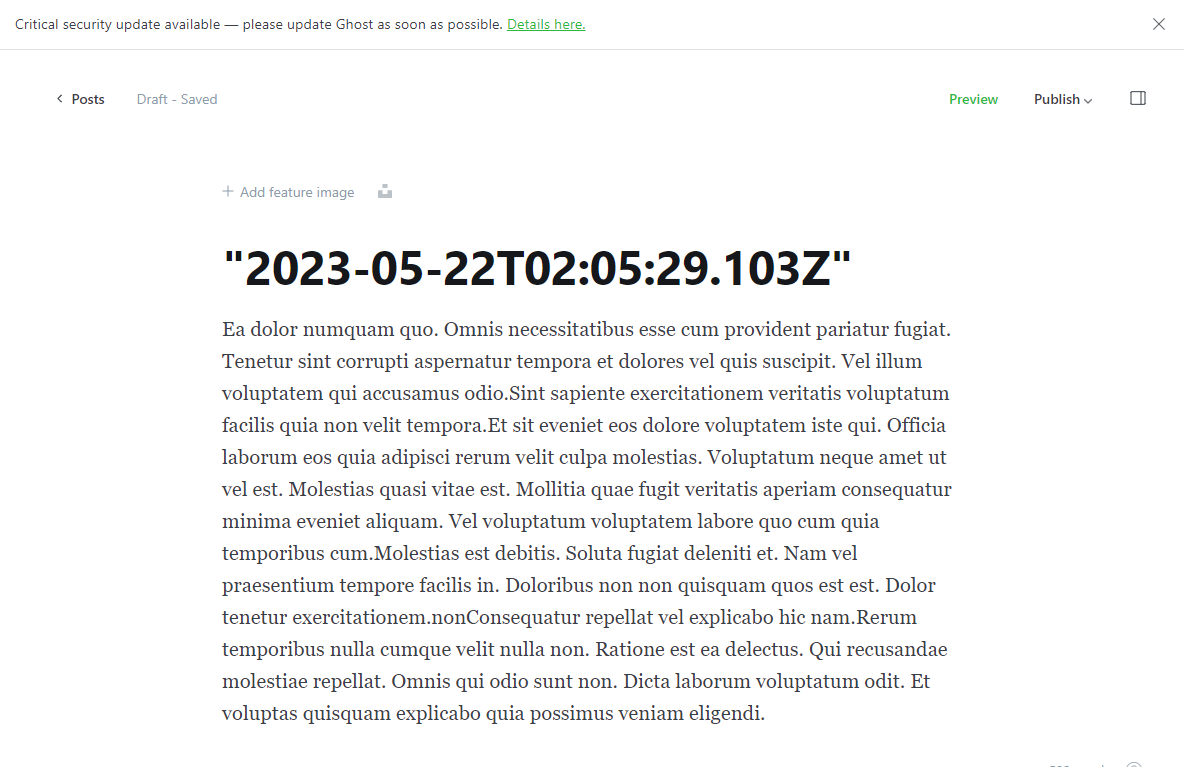 Critical security update available — please update Ghost as soon as possible. Details here.
Posts
Draft - Saved
Preview
Publish
Add feature image
"2023-05-22T02:05:29.103Z"
Ea dolor numquam quo. Omnis necessitatibus esse cum provident pariatur fugiat.
Tenetur sint corrupti aspernatur tempora et dolores vel quis suscipit. Vel illum
voluptatem qui accusamus odio.Sint sapiente exercitationem veritatis voluptatum
facilis quia non velit tempora.Et sit eveniet eos dolore voluptatem iste qui. Officia
laborum eos quia adipisci rerum velit culpa molestias. Voluptatum neque amet ut
vel est. Molestias quasi vitae est. Mollitia quae fugit veritatis aperiam consequatur
minima eveniet aliquam. Vel voluptatum voluptatem labore quo cum quia
temporibus cum.Molestias est debitis. Soluta fugiat deleniti et. Nam vel
praesentium tempore facilis in. Doloribus non non quisquam quos est est. Dolor
tenetur exercitationem.nonConsequatur repellat vel explicabo hic nam.Rerum
temporibus nulla cumque velit nulla non. Ratione est ea delectus. Qui recusandae
molestiae repellat. Omnis qui odio sunt non. Dicta laborum voluptatum odit. Et
voluptas quisquam explicabo quia possimus veniam eligendi.